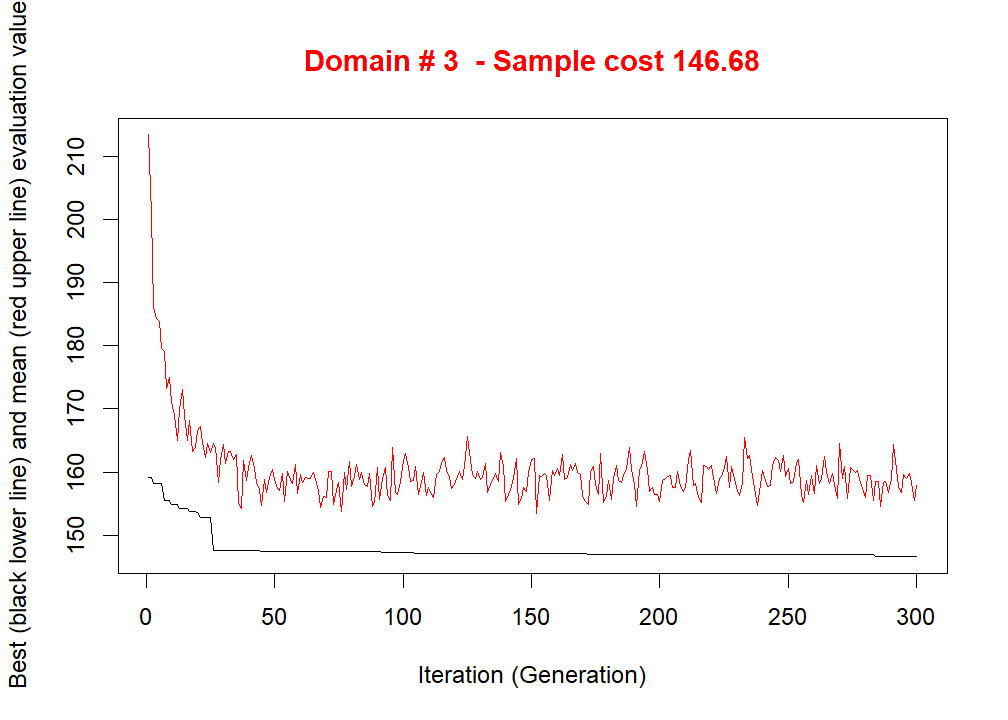 Domain # 3  - Sample cost 146.68
Best (black lower line) and mean (red upper line) evaluation value
210
200
190
180
170
160
150
0 50 100 150 200 250 300
Iteration (Generation)